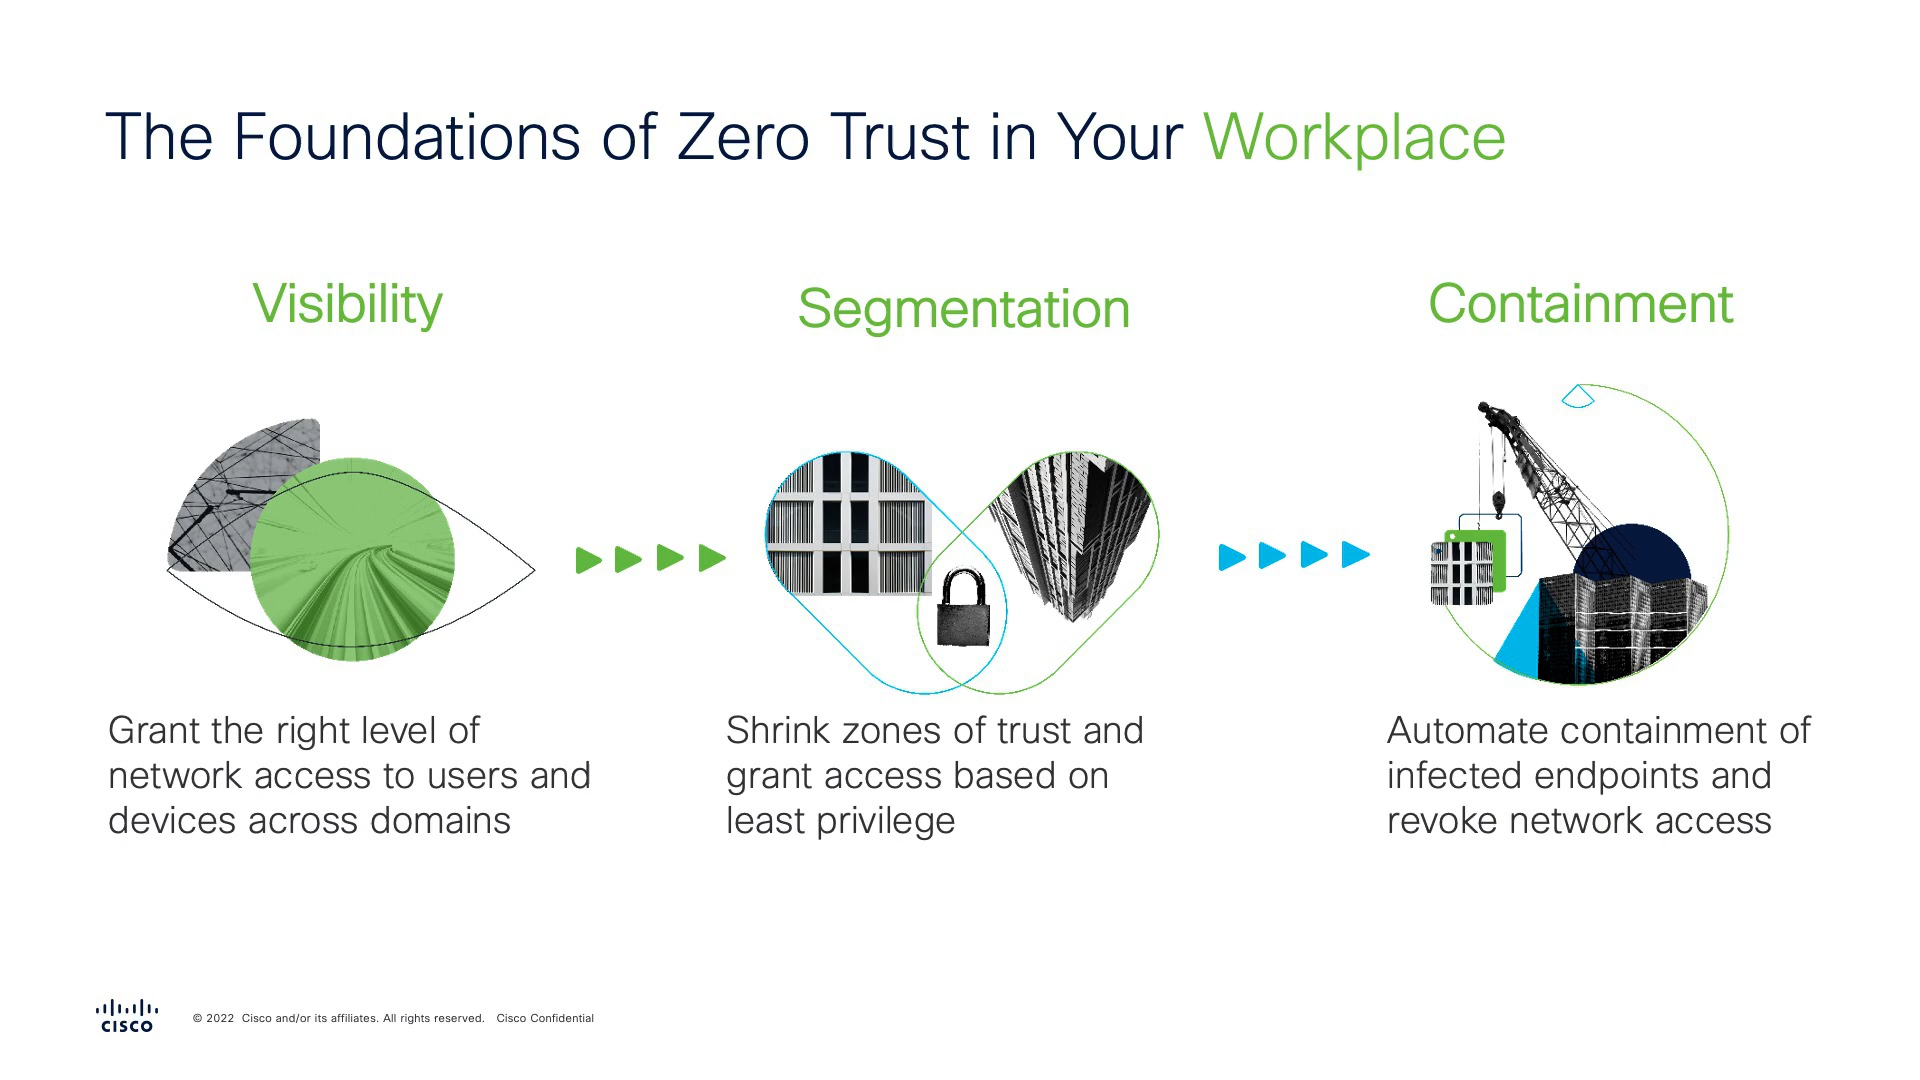 The Foundations of Zero Trust in Your Workplace
Visibility
Segmentation
Containment
Grant the right level of
network access to users and
devices across domains
Shrink zones of trust and
grant access based on
least privilege
Automate containment of
infected endpoints and
revoke network access
CISCO
© 2022 Cisco and/or its affiliates. All rights reserved. Cisco Confidential